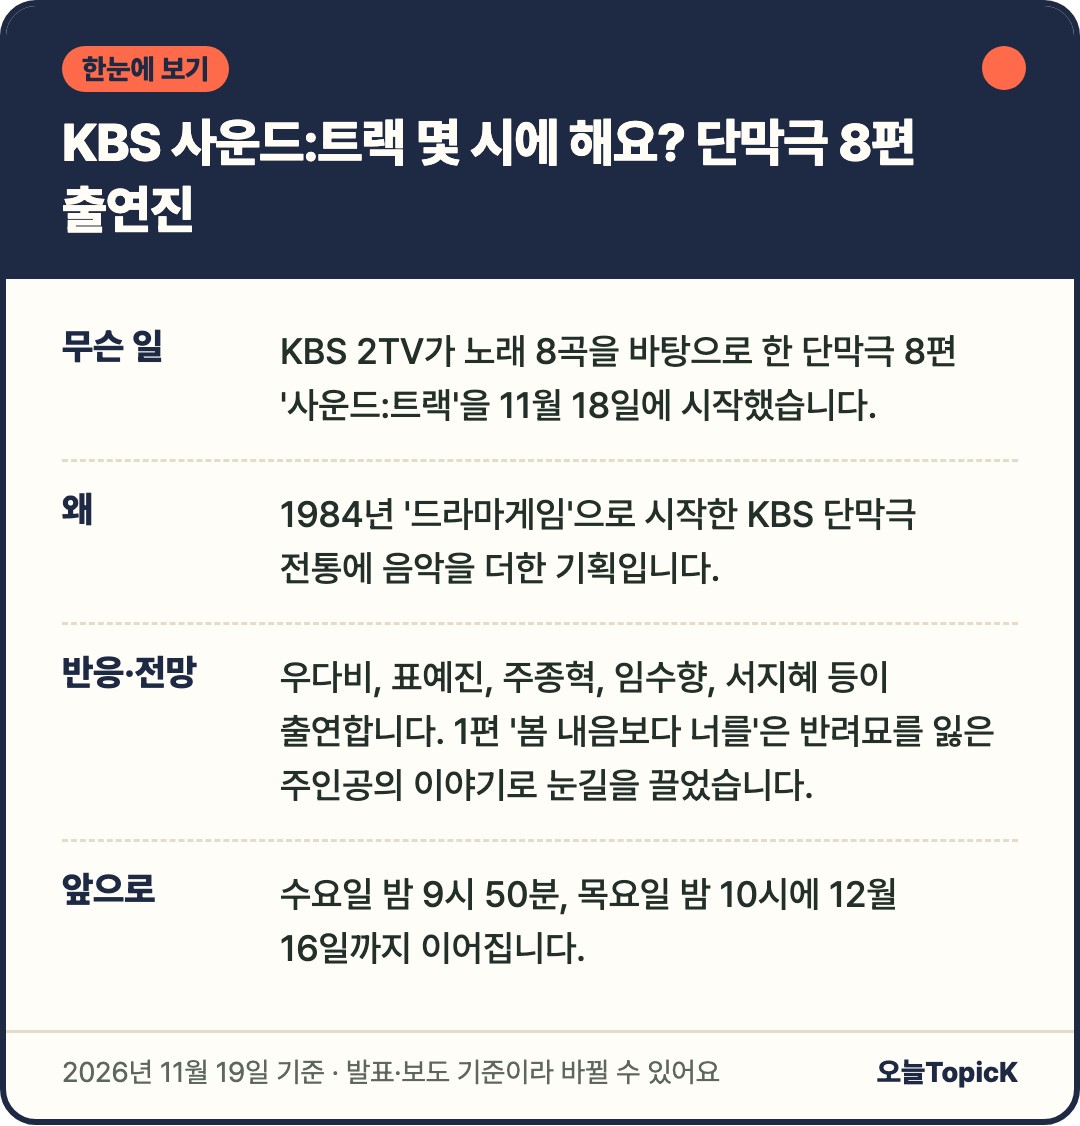 한눈에 보기
KBS 사운드:트랙 몇 시에 해요? 단막극 8편
출연진
무슨 일
KBS 2TV가 노래 8곡을 바탕으로 한 단막극 8편
'사운드:트랙'을 11월 18일에 시작했습니다.
왜
1984년 '드라마게임'으로 시작한 KBS 단막극
전통에 음악을 더한 기획입니다.
반응·전망
우다비, 표예진, 주종혁, 임수향, 서지혜 등이
출연합니다. 1편 '봄 내음보다 너를'은 반려묘를 잃은
주인공의 이야기로 눈길을 끌었습니다.
앞으로
수요일 밤 9시 50분, 목요일 밤 10시에 12월
16일까지 이어집니다.
2026년 11월 19일 기준 · 발표·보도 기준이라 바뀔 수 있어요
오늘TopicK